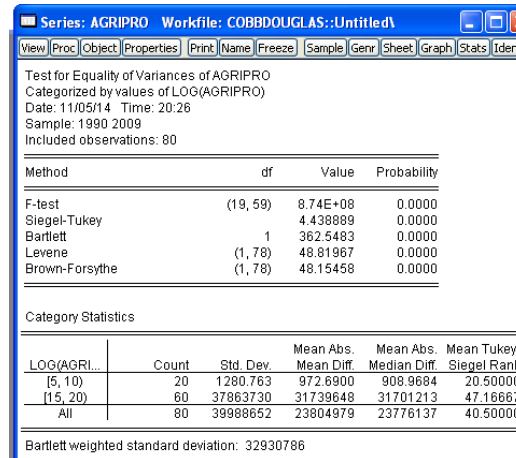 Series: AGRIPRO Workfile: COBBDOUGLAS::Untitled\
View Proc Object Properties Print Name Freeze Sample Genr Sheet Graph Stats Iden
Test for Equality of Variances of AGRIPRO
Categorized by values of LOG(AGRIPRO)
Date: 11/05/14 Time: 20:26
Sample: 1990 2009
Included observations: 80
Method df Value Probability
F-test (19, 59) 8.74E+08 0.0000
Siegel-Tukey 4.438889 0.0000
Bartlett 1 362.5483 0.0000
Levene (1, 78) 48.81967 0.0000
Brown-Forsythe (1, 78) 48.15458 0.0000
Category Statistics
Mean Abs. Mean Abs. Mean Tukey
LOG(AGRI... Count Std. Dev. Mean Diff. Median Diff. Siegel Rank
[5, 10) 20 1280.763 972.6900 908.9684 20.50000
[15, 20) 60 37863730 31739648 31701213 47.16667
All 80 39988652 23804979 23776137 40.50000
Bartlett weighted standard deviation: 32930786